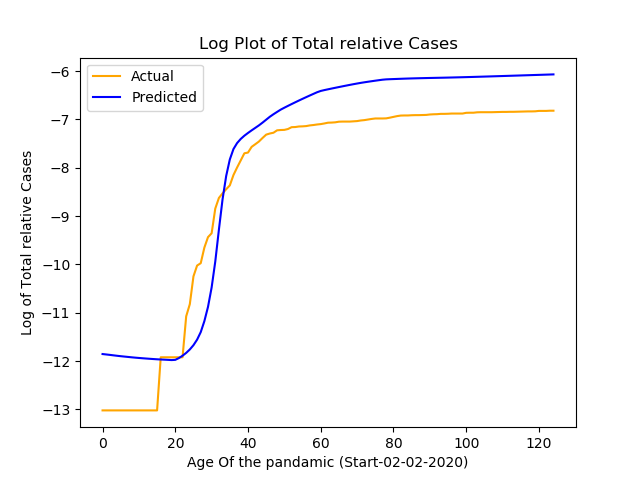 Log Plot of Total relative Cases
Actual
Predicted
Log of Total relative Cases
−6
−7
−8
−9
−10
−11
−12
−13
0 20 40 60 80 100 120
Age Of the pandamic (Start-02-02-2020)